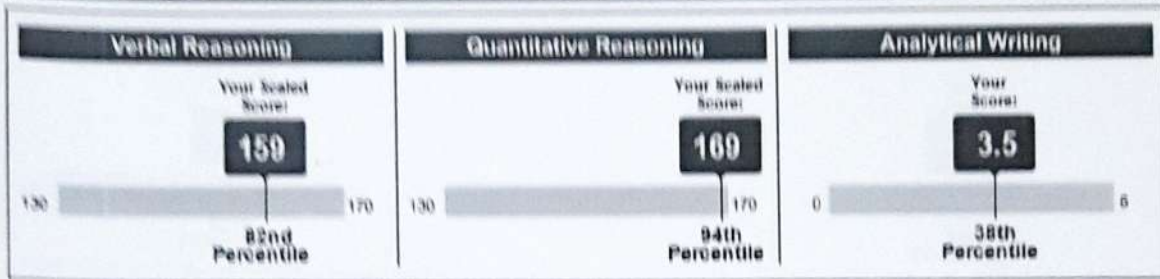 Verbal Reasoning
Your Scaled
Score:
159
130
170
82nd
Percentile
Quantitative Reasoning
Your Scaled
Score:
169
130
170
94th
Percentile
Analytical Writing
Your
Score:
3.5
0
6
38th
Percentile